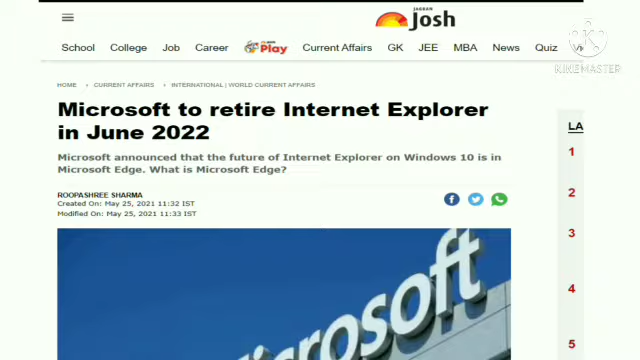 JAGRAN
Josh
School College Job Career Play Current Affairs GK JEE MBA News Quiz
KINEMASTER
HOME > CURRENT AFFAIRS > INTERNATIONAL | WORLD CURRENT AFFAIRS
Microsoft to retire Internet Explorer
in June 2022
Microsoft announced that the future of Internet Explorer on Windows 10 is in
Microsoft Edge. What is Microsoft Edge?
ROOPASHREE SHARMA
Created On: May 25, 2021 11:32 IST
Modified On: May 25, 2021 11:33 IST
LA
1
2
3
4
5
Microsoft